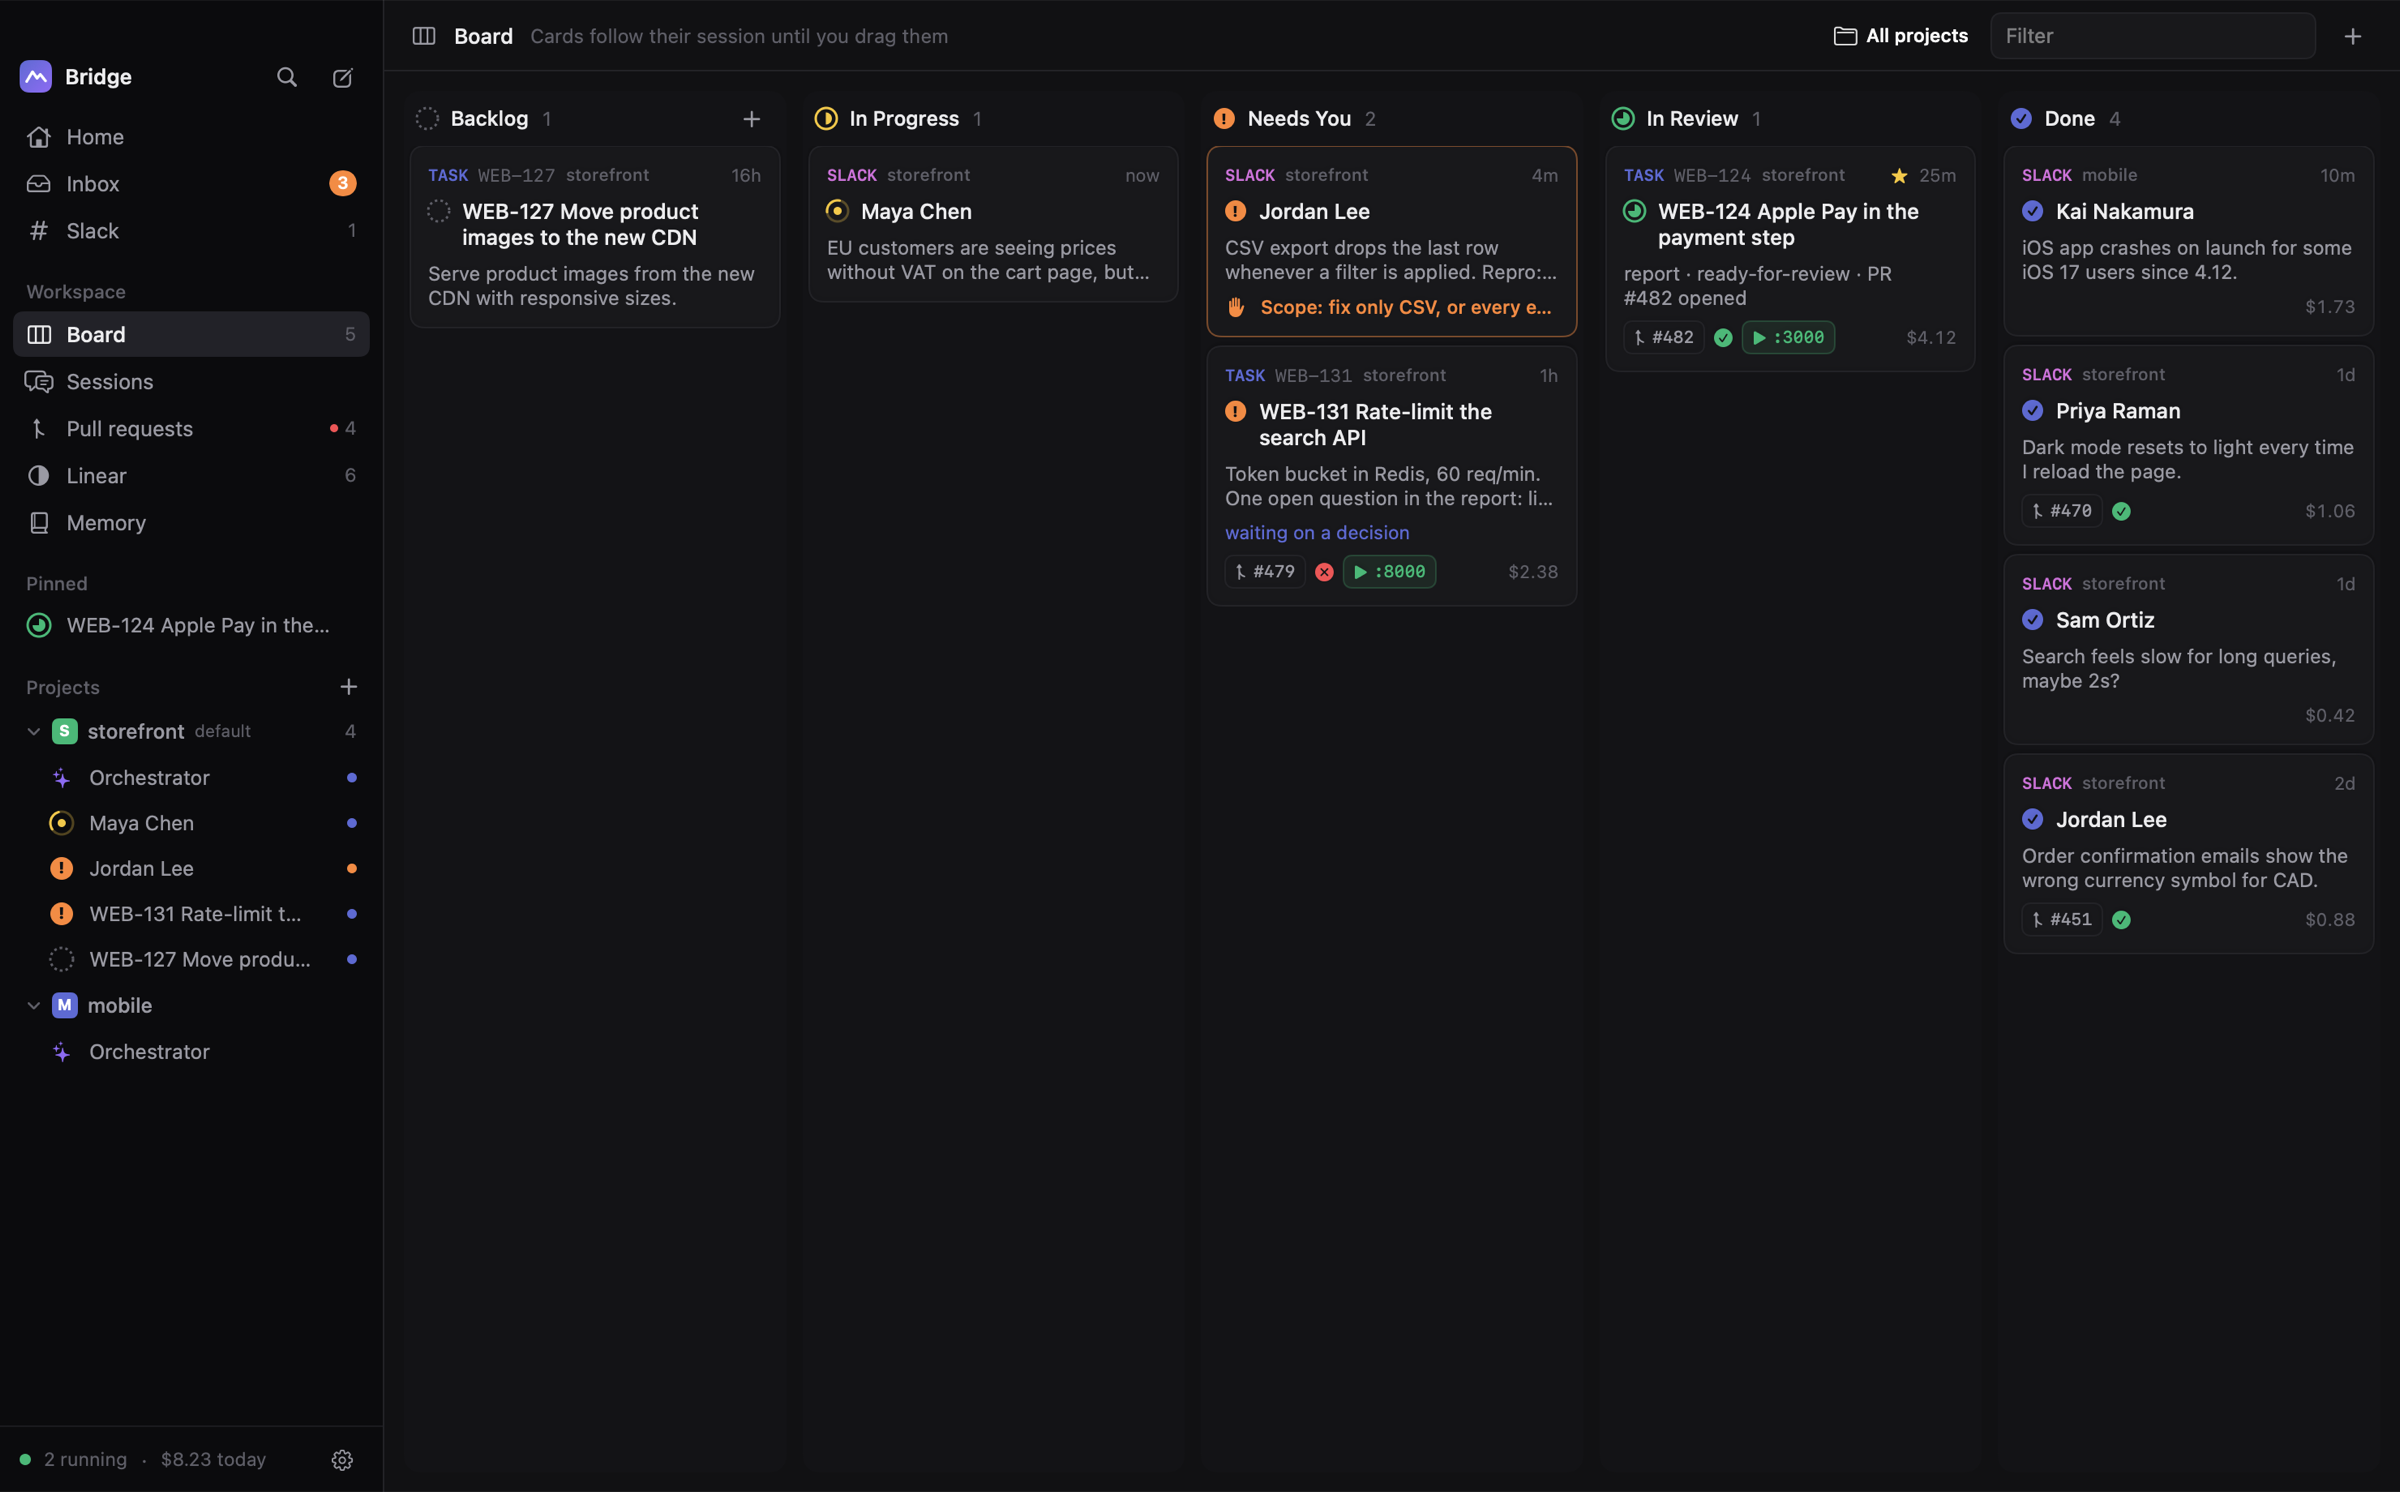 Bridge
Home
Inbox 3
Slack 1
Workspace
Board 5
Sessions
Pull requests 4
Linear 6
Memory
Pinned
WEB-124 Apple Pay in the...
Projects
S storefront default 4
Orchestrator
Maya Chen
Jordan Lee
WEB-131 Rate-limit t...
WEB-127 Move produ...
M mobile
Orchestrator
2 running · $8.23 today
Board Cards follow their session until you drag them
All projects
Filter
Backlog 1
TASK WEB-127 storefront 16h
WEB-127 Move product
images to the new CDN
Serve product images from the new
CDN with responsive sizes.
In Progress 1
SLACK storefront now
Maya Chen
EU customers are seeing prices
without VAT on the cart page, but...
Needs You 2
SLACK storefront 4m
Jordan Lee
CSV export drops the last row
whenever a filter is applied. Repro:...
Scope: fix only CSV, or every e...
TASK WEB-131 storefront 1h
WEB-131 Rate-limit the
search API
Token bucket in Redis, 60 req/min.
One open question in the report: li...
waiting on a decision
#479 :8000 $2.38
In Review 1
TASK WEB-124 storefront 25m
WEB-124 Apple Pay in the
payment step
report · ready-for-review · PR
#482 opened
#482 :3000 $4.12
Done 4
SLACK mobile 10m
Kai Nakamura
iOS app crashes on launch for some
iOS 17 users since 4.12.
$1.73
SLACK storefront 1d
Priya Raman
Dark mode resets to light every time
I reload the page.
#470 $1.06
SLACK storefront 1d
Sam Ortiz
Search feels slow for long queries,
maybe 2s?
$0.42
SLACK storefront 2d
Jordan Lee
Order confirmation emails show the
wrong currency symbol for CAD.
#451 $0.88